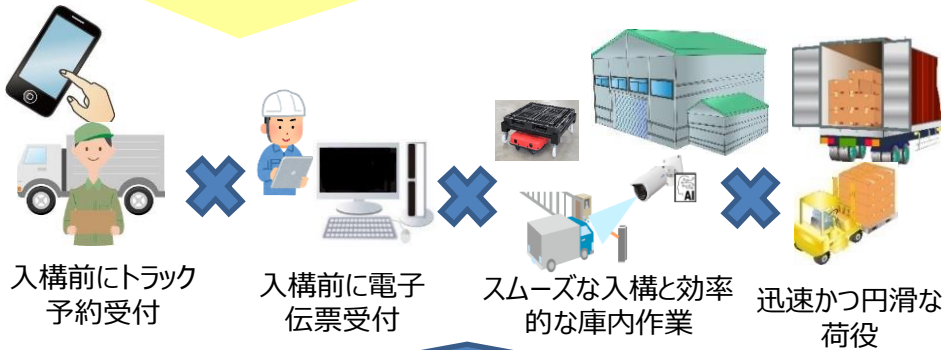 入構前にトラック
予約受付
入構前に電子
伝票受付
AI
スムーズな入構と効率
的な庫内作業
迅速かつ円滑な
荷役